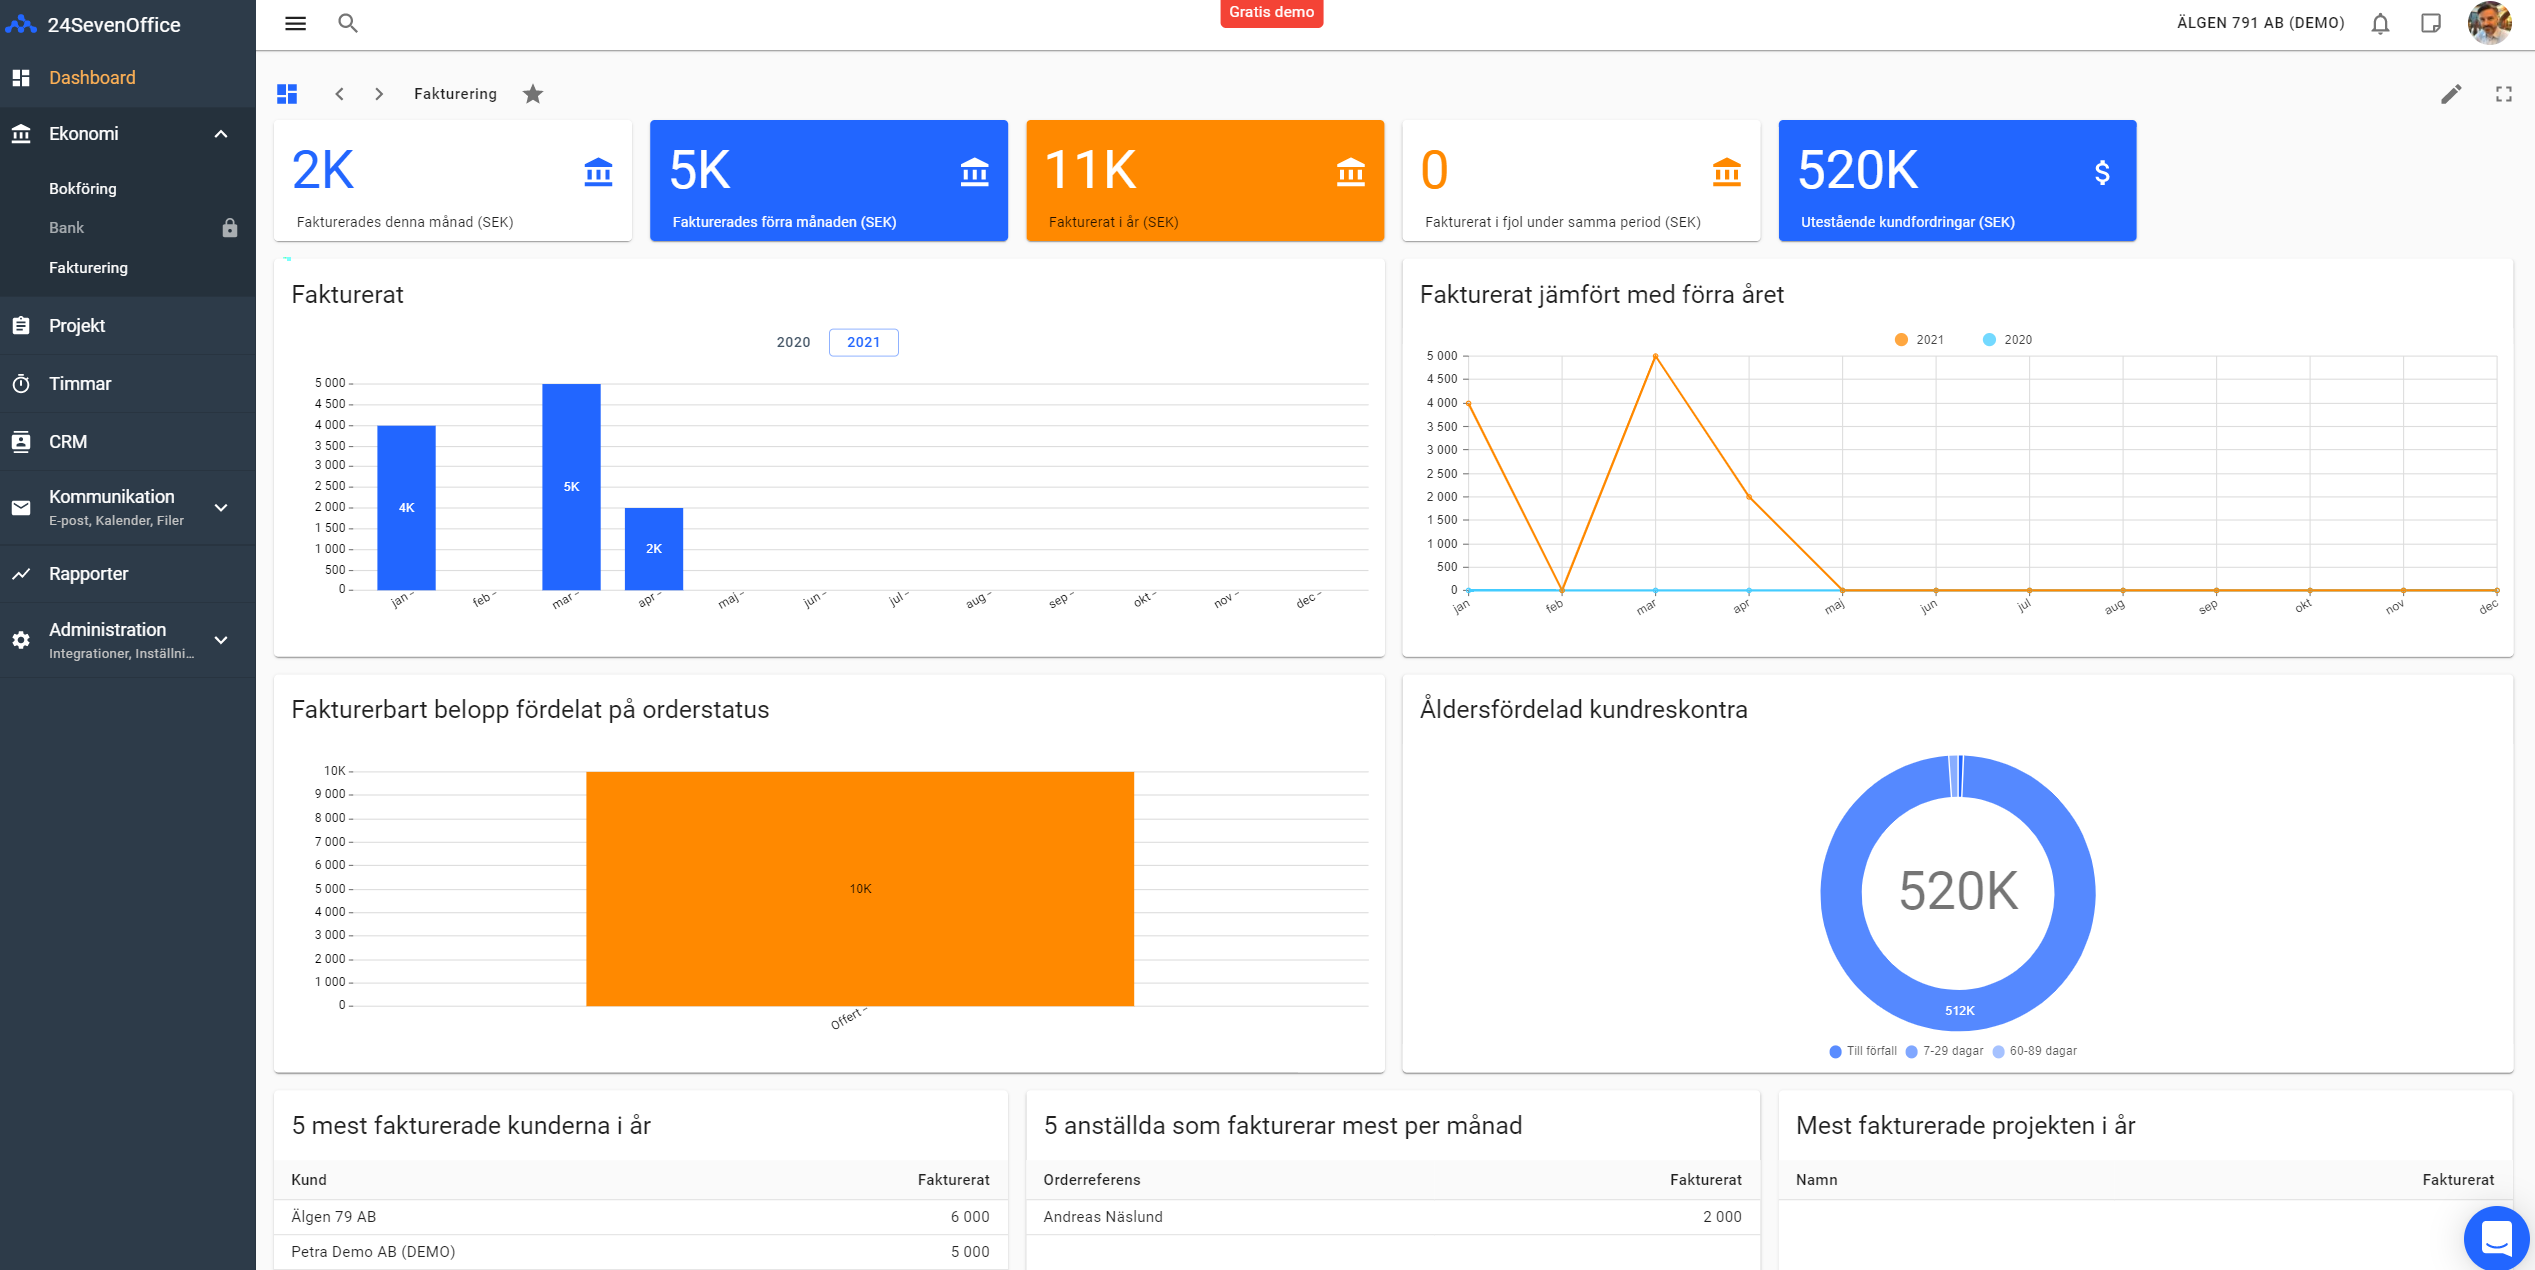 24SevenOffice
Gratis demo
ÄLGEN 791 AB (DEMO)
Dashboard
Ekonomi
Bokföring
Bank
Fakturering
Projekt
Timmar
CRM
Kommunikation
E-post, Kalender, Filer
Rapporter
Administration
Integrationer, Inställni...
Fakturering
2K
Fakturerades denna månad (SEK)
5K
Fakturerades förra månaden (SEK)
11K
Fakturerat i år (SEK)
0
Fakturerat i fjol under samma period (SEK)
520K
$
Utestående kundfordringar (SEK)
Fakturerat
2020 2021
5 000
4 500
4 000
3 500
3 000
2 500
2 000
1 500
1 000
500
0
4K
5K
2K
jan feb mar apr maj jun jul aug sep okt nov dec
Fakturerat jämfört med förra året
2021 2020
5 000
4 500
4 000
3 500
3 000
2 500
2 000
1 500
1 000
500
0
jan feb mar apr maj jun jul aug sep okt nov dec
Fakturerbart belopp fördelat på orderstatus
10K
9 000
8 000
7 000
6 000
5 000
4 000
3 000
2 000
1 000
0
10K
Offert
Åldersfördelad kundreskontra
520K
512K
Till förfall 7-29 dagar 60-89 dagar
5 mest fakturerade kunderna i år
Kund Fakturerat
Älgen 79 AB 6 000
Petra Demo AB (DEMO) 5 000
5 anställda som fakturerar mest per månad
Orderreferens Fakturerat
Andreas Näslund 2 000
Mest fakturerade projekten i år
Namn Fakturerat